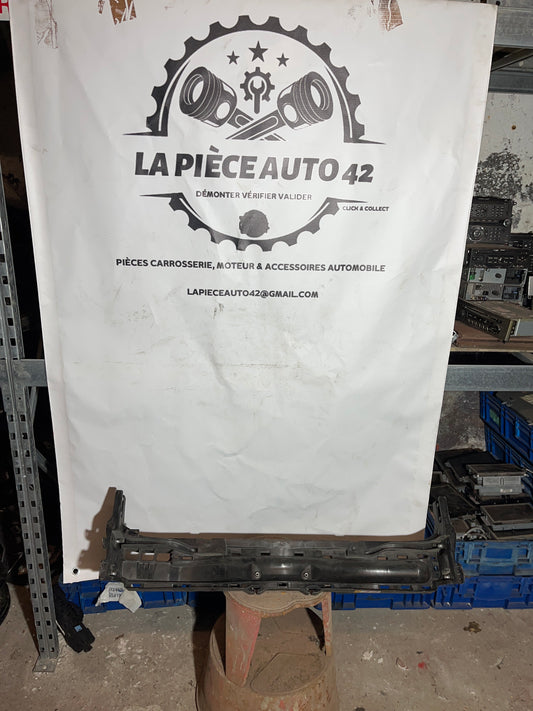 LA PIÈCE AUTO 42
DÉMONTER VÉRIFIER VALIDER
CLICK & COLLECT
PIÈCES CARROSSERIE, MOTEUR & ACCESSOIRES AUTOMOBILE
LAPIECEAUTO42@GMAIL.COM